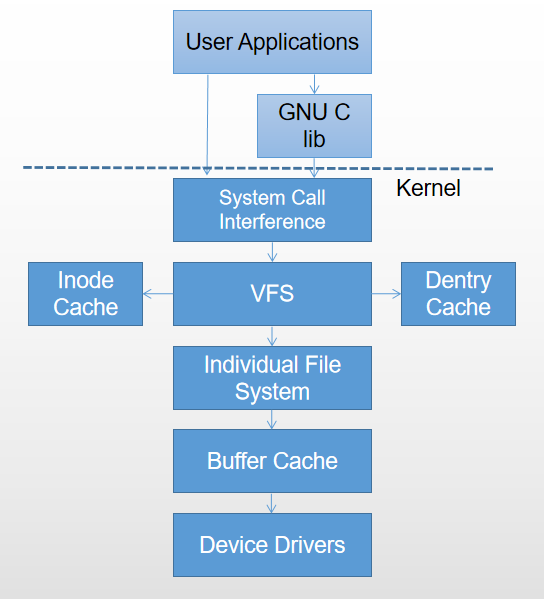 User Applications
GNU C
lib
Kernel
System Call
Interference
Inode
Cache
VFS
Dentry
Cache
Individual File
System
Buffer Cache
Device Drivers